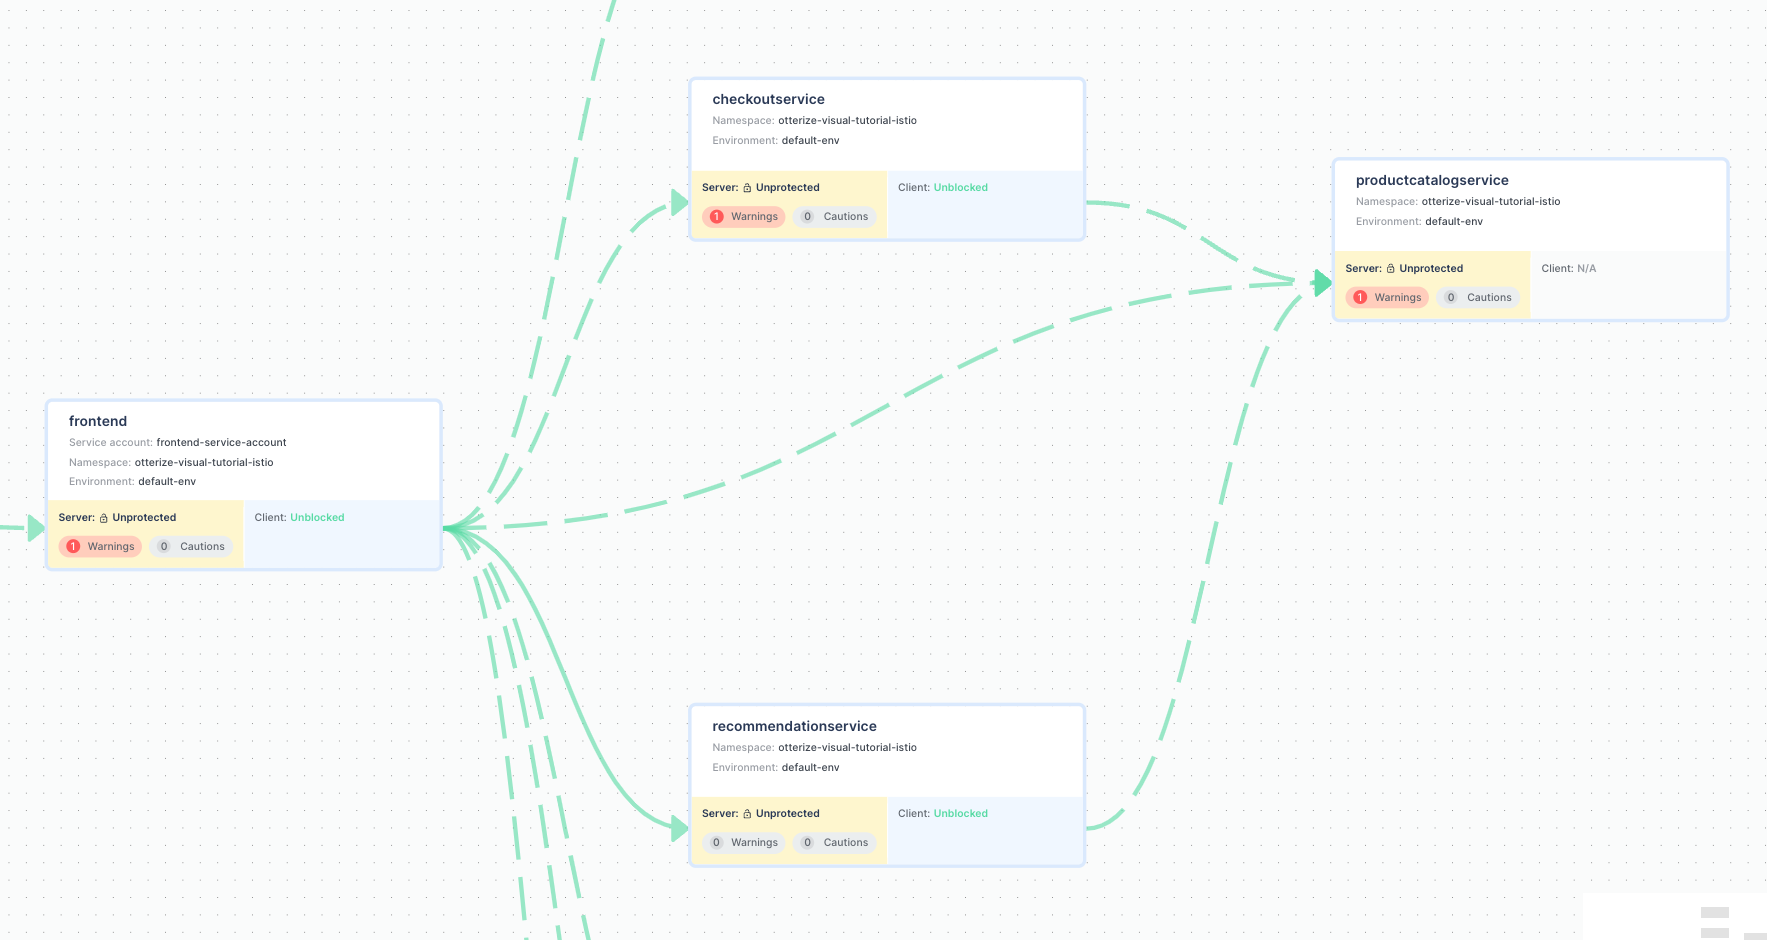 checkoutservice
Namespace: otterize-visual-tutorial-istio
Environment: default-env
Server: Unprotected
Client: Unblocked
1 Warnings
0 Cautions
productcatalogservice
Namespace: otterize-visual-tutorial-istio
Environment: default-env
Server: Unprotected
Client: N/A
1 Warnings
0 Cautions
frontend
Service account: frontend-service-account
Namespace: otterize-visual-tutorial-istio
Environment: default-env
Server: Unprotected
Client: Unblocked
1 Warnings
0 Cautions
recommendationservice
Namespace: otterize-visual-tutorial-istio
Environment: default-env
Server: Unprotected
Client: Unblocked
0 Warnings
0 Cautions